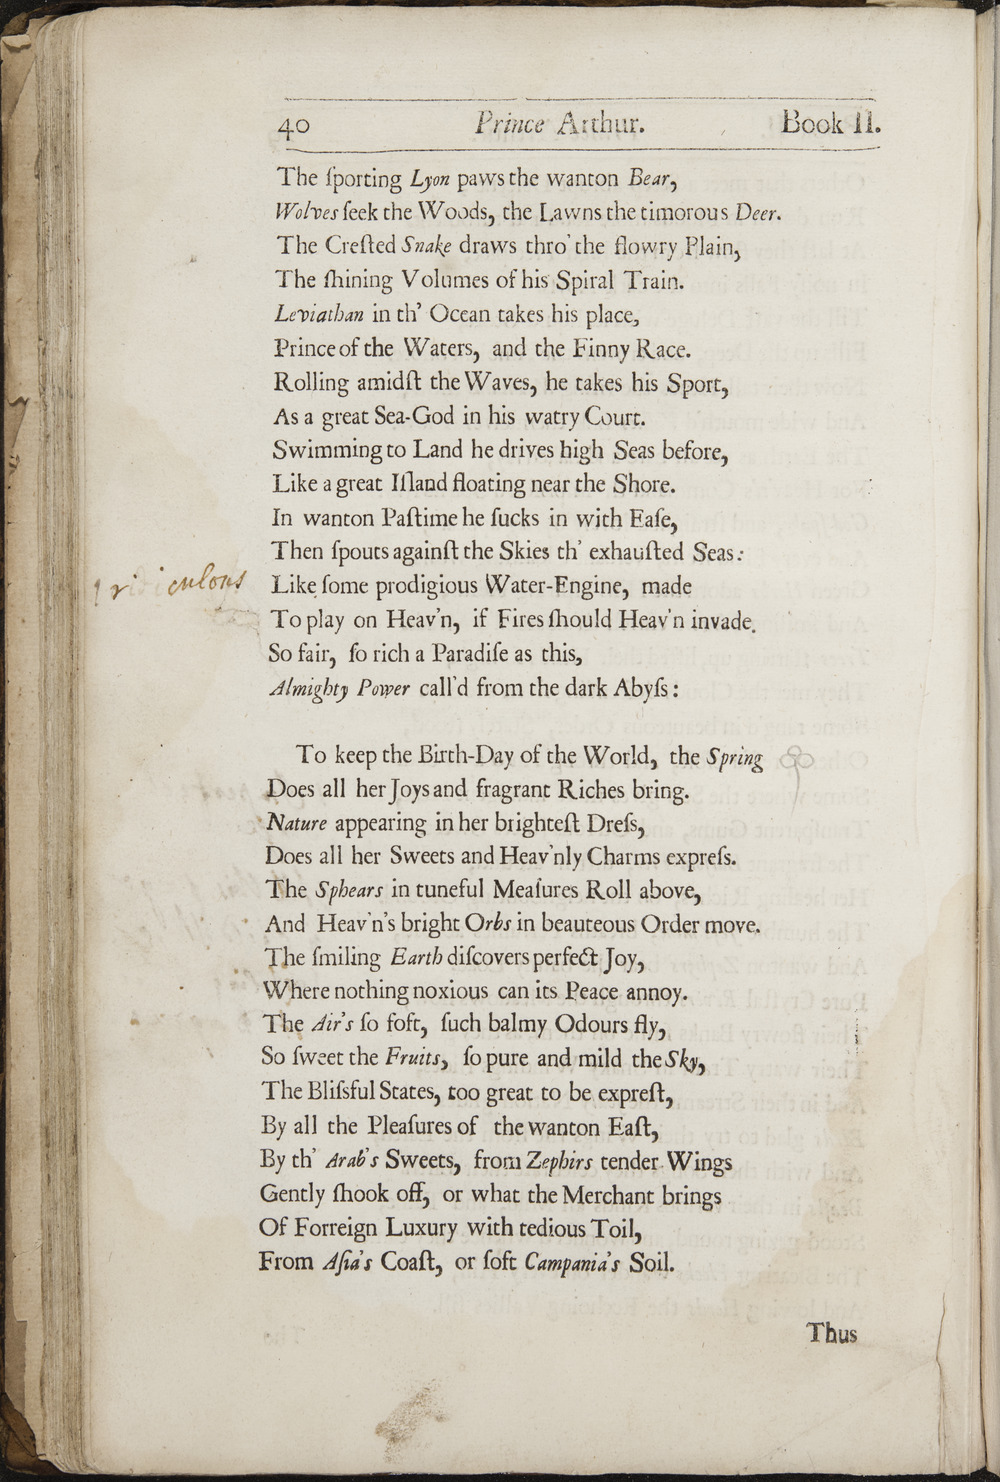 40 Prince Arthur. Book II.
The ſporting Lyon paws the wanton Bear,
Wolves ſeek the Woods, the Lawns the timorous Deer.
The Creſted Snake draws thro' the flowry Plain,
The ſhining Volumes of his Spiral Train.
Leviathan in th' Ocean takes his place,
Prince of the Waters, and the Finny Race.
Rolling amidſt the Waves, he takes his Sport,
As a great Sea-God in his watry Court.
Swimming to Land he drives high Seas before,
Like a great Iſland floating near the Shore.
In wanton Paſtime he ſucks in with Eaſe,
Then ſpouts againſt the Skies th' exhauſted Seas:
ridiculous Like ſome prodigious Water-Engine, made
To play on Heav'n, if Fires ſhould Heav'n invade.
So fair, ſo rich a Paradiſe as this,
Almighty Power call'd from the dark Abyſs:
To keep the Birth-Day of the World, the Spring
Does all her Joys and fragrant Riches bring.
Nature appearing in her brighteſt Dreſs,
Does all her Sweets and Heav'nly Charms expreſs.
The Sphears in tuneful Meaſures Roll above,
And Heav'n's bright Orbs in beauteous Order move.
The ſmiling Earth diſcovers perfect Joy,
Where nothing noxious can its Peace annoy.
The Air's ſo ſoft, ſuch balmy Odours fly,
So ſweet the Fruits, ſo pure and mild the Sky,
The Bliſsful States, too great to be expreſt,
By all the Pleaſures of the wanton Eaſt,
By th' Arab's Sweets, from Zephirs tender Wings
Gently ſhook off, or what the Merchant brings
Of Forreign Luxury with tedious Toil,
From Aſia's Coaſt, or ſoft Campania's Soil.
Thus